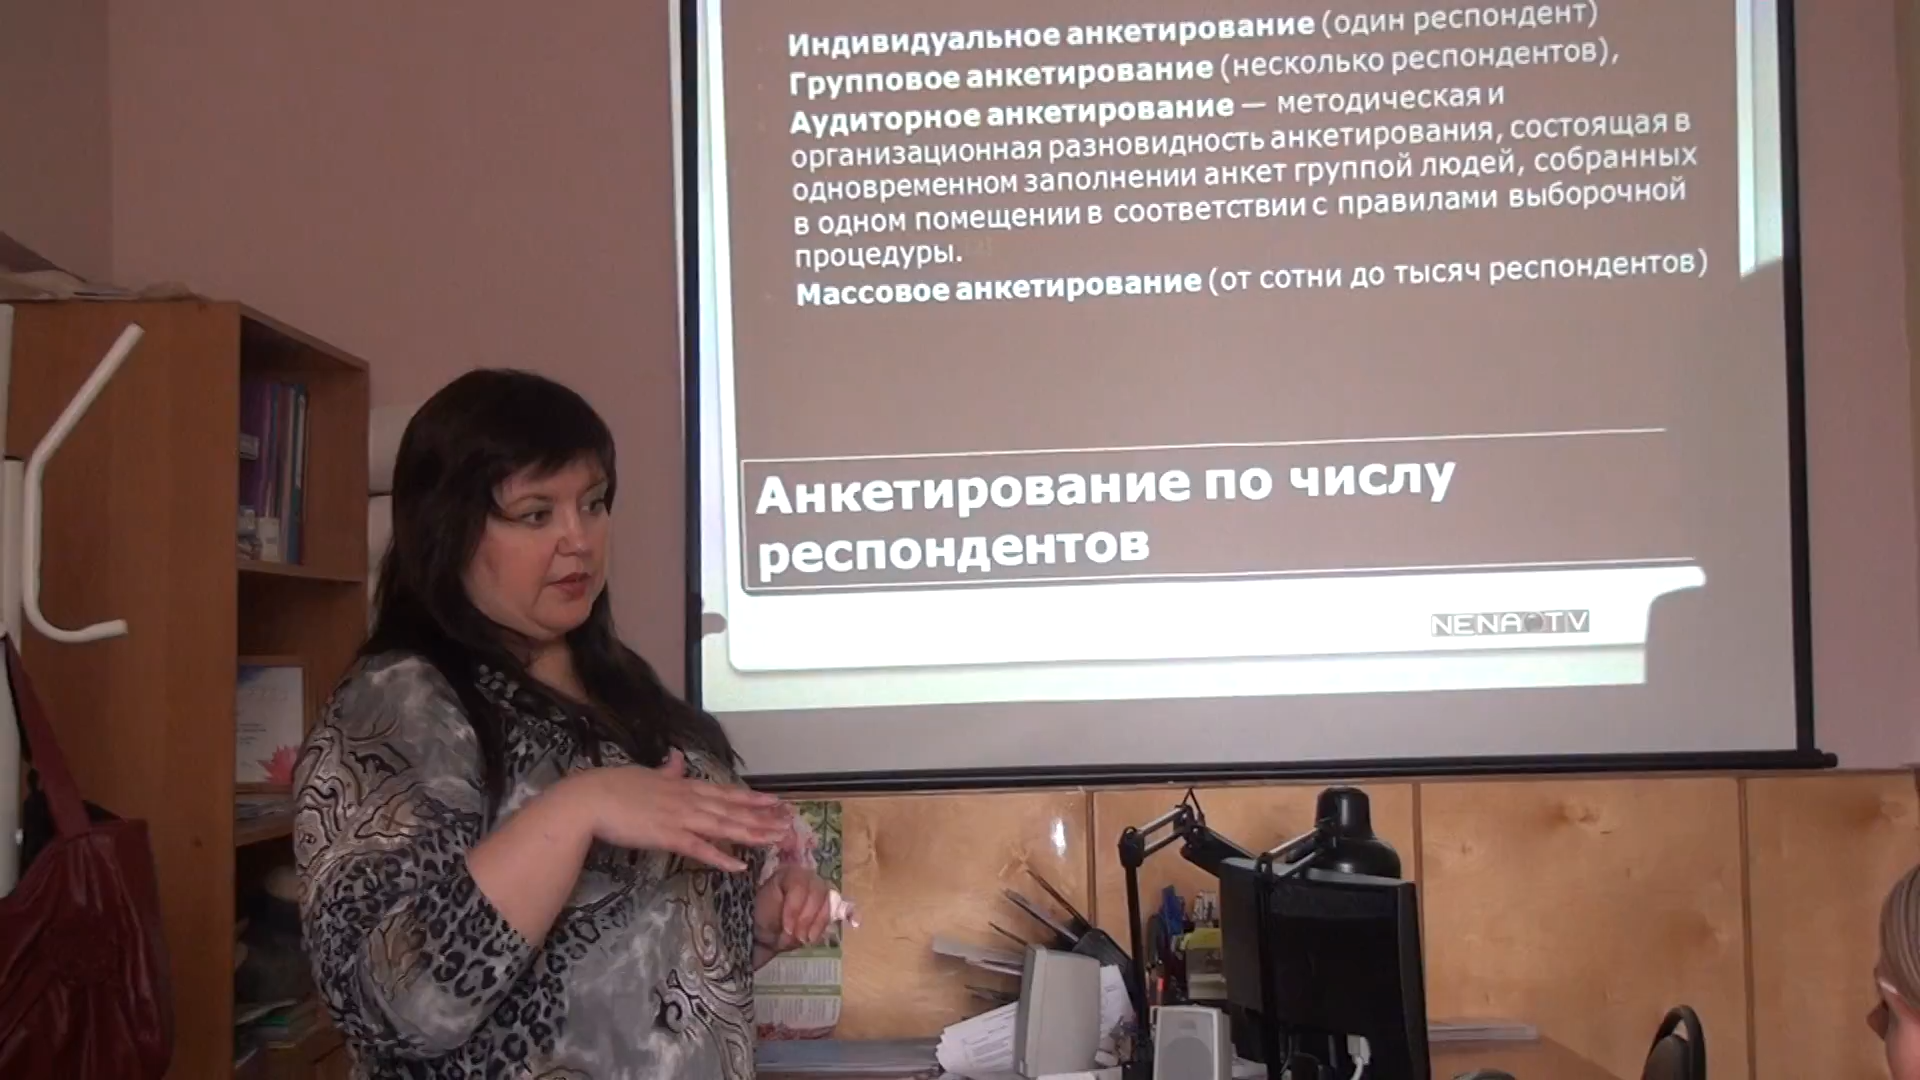 Индивидуальное анкетирование (один респондент)
Групповое анкетирование (несколько респондентов),
Аудиторное анкетирование — методическая и
организационная разновидность анкетирования, состоящая в
одновременном заполнении анкет группой людей, собранных
в одном помещении в соответствии с правилами выборочной
процедуры.
Массовое анкетирование (от сотни до тысяч респондентов)
Анкетирование по числу
респондентов
NENA TV